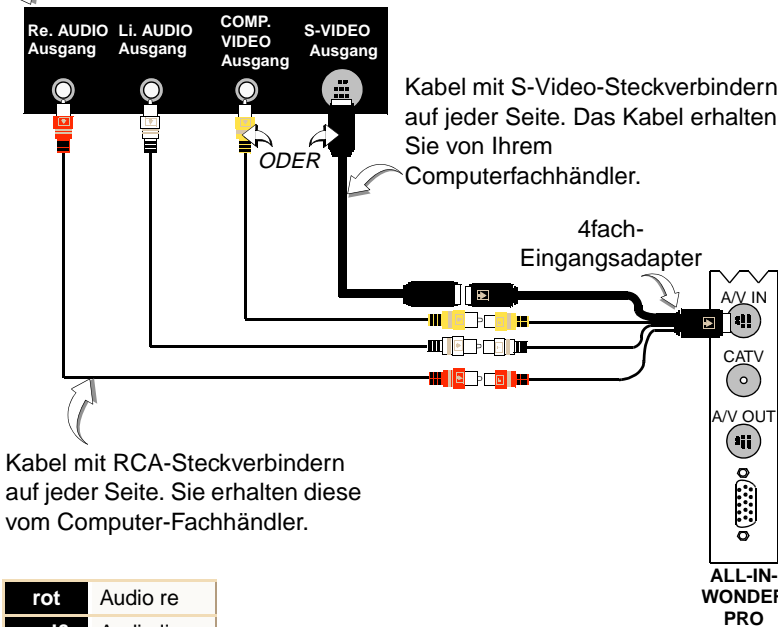 Re. AUDIO
Ausgang
Li. AUDIO
Ausgang
COMP.
VIDEO
Ausgang
S-VIDEO
Ausgang
ODER
Kabel mit S-Video-Steckverbindern
auf jeder Seite. Das Kabel erhalten
Sie von Ihrem
Computerfachhändler.
4fach-
Eingangsadapter
A/V IN
CATV
A/V OUT
Kabel mit RCA-Steckverbindern
auf jeder Seite. Sie erhalten diese
vom Computer-Fachhändler.
ALL-IN-
WONDER
PRO
rot Audio re